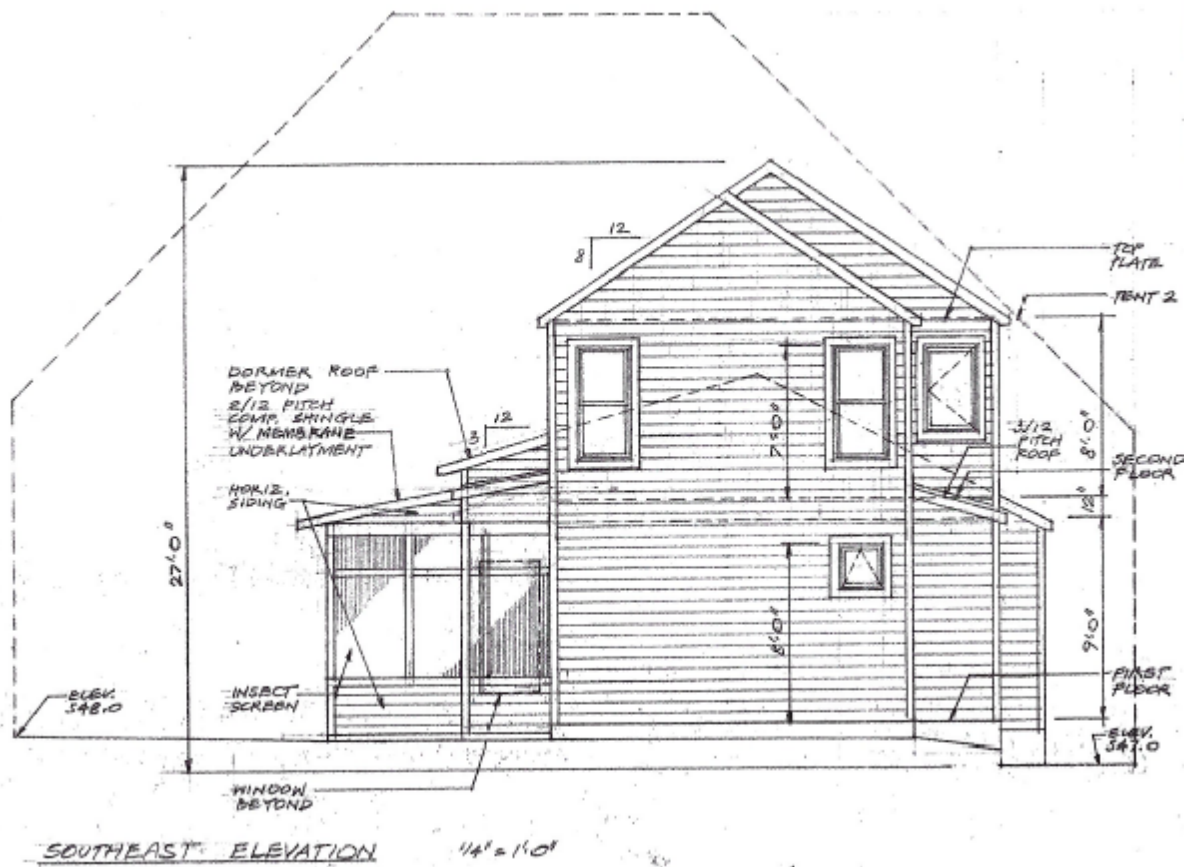 12
8
TOP
PLATE
TENT 2
DORMER ROOF
BEYOND
2/12 PITCH
COMP. SHINGLE
W/ MEMBRANE
UNDERLAYMENT
12
3
3/12
PITCH
ROOF
7'-0"
8'-0"
SECOND
FLOOR
12"
HORIZ.
SIDING
27'-0"
8'-0"
9'-0"
INSECT
SCREEN
FIRST
FLOOR
ELEV.
548.0
ELEV.
547.0
WINDOW
BEYOND
SOUTHEAST ELEVATION 1/4" = 1'-0"